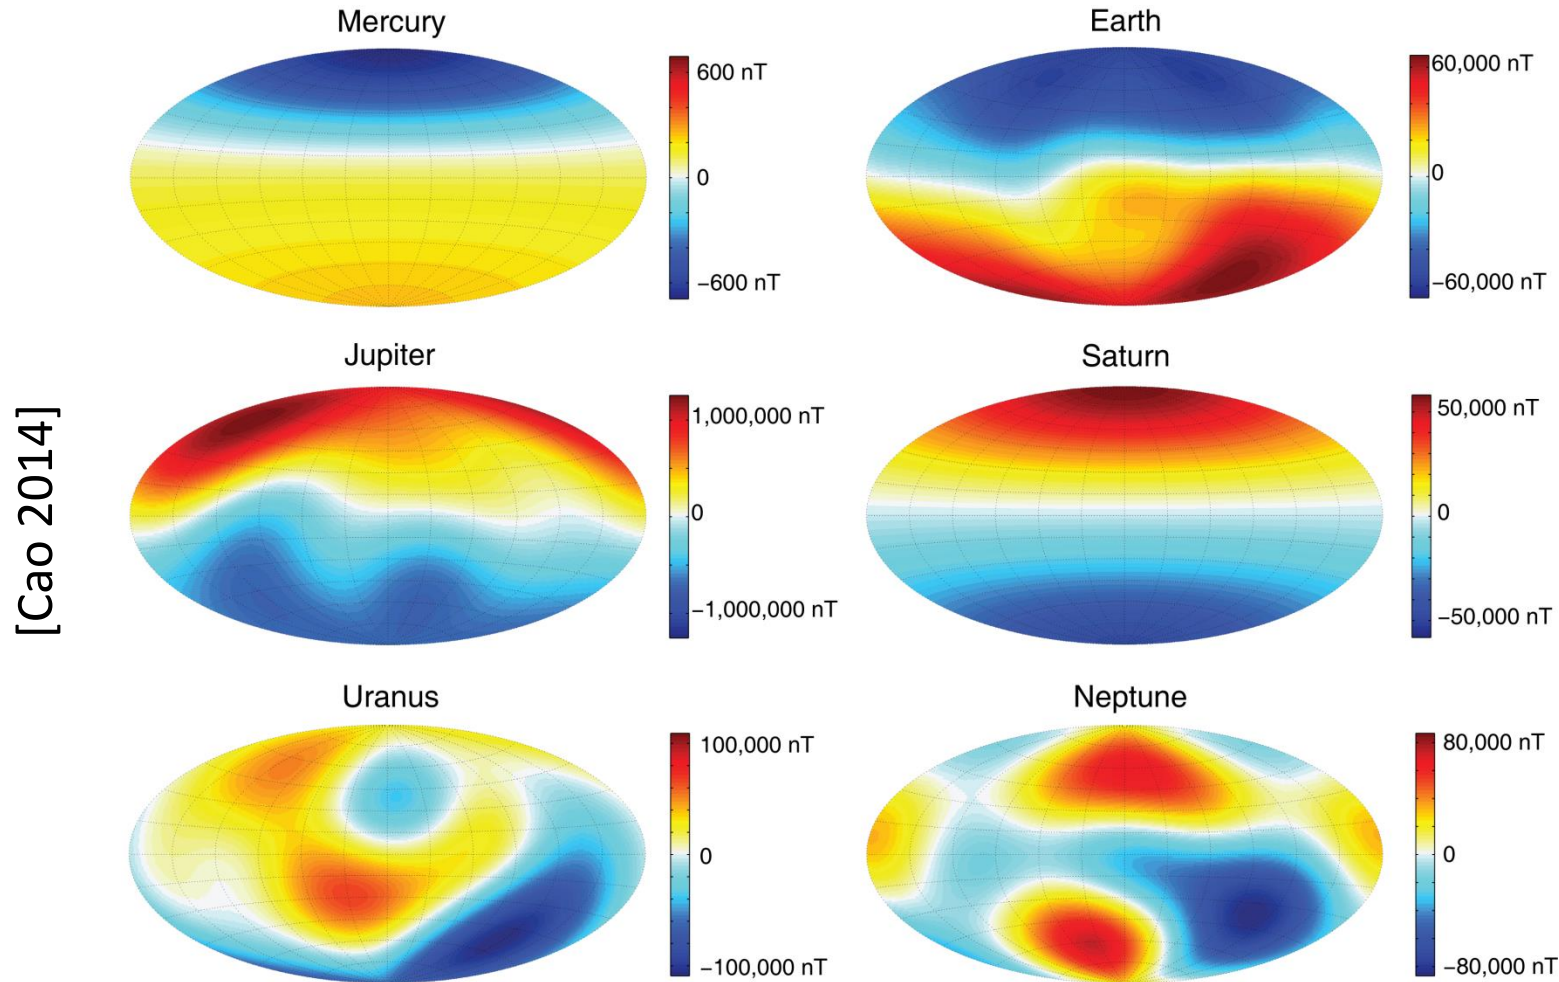 Mercury
600 nT
0
−600 nT
Earth
60,000 nT
0
−60,000 nT
[Cao 2014]
Jupiter
1,000,000 nT
0
−1,000,000 nT
Saturn
50,000 nT
0
−50,000 nT
Uranus
100,000 nT
0
−100,000 nT
Neptune
80,000 nT
0
−80,000 nT